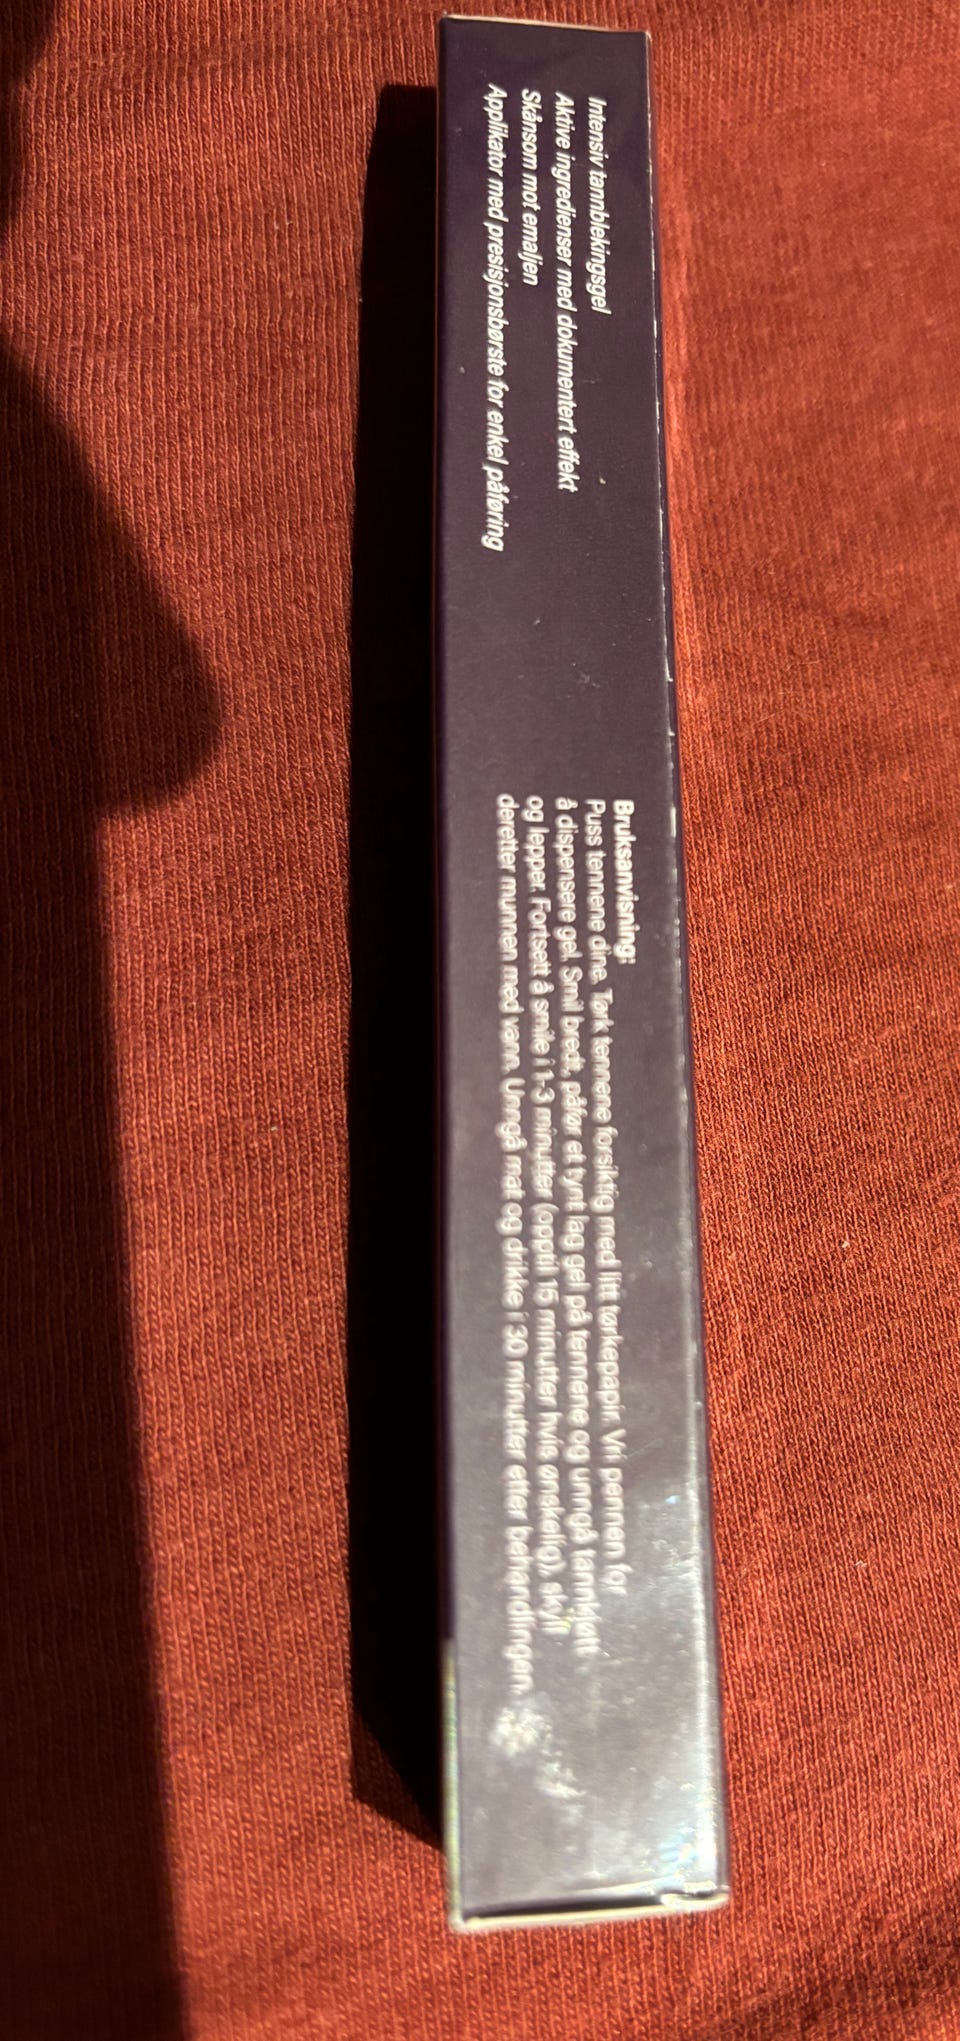 Intensiv tannblekingsgel
Aktive ingredienser med dokumentert effekt
Skånsom mot emaljen
Applikator med presisjonsbørste for enkel påføring
Bruksanvisning:
Puss tennene dine. Tørk tennene forsiktig med litt tørkepapir. Vri pennen for
å dispensere gel. Smil bredt, påfør et tynt lag gel på tennene og unngå tannkjøtt
og lepper. Fortsett å smile i 1-3 minutter (opptil 15 minutter hvis ønskelig), skyll
deretter munnen med vann. Unngå mat og drikke i 30 minutter etter behandlingen.